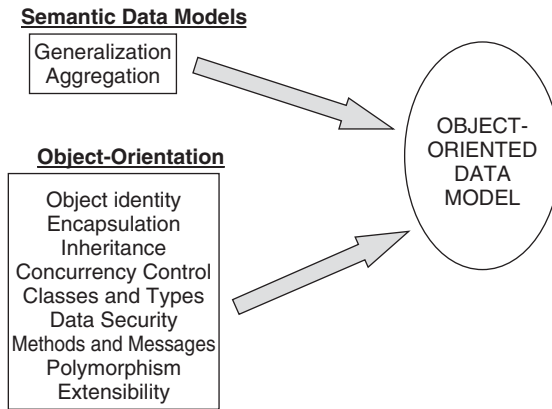 Semantic Data Models
Generalization
Aggregation
Object-Orientation
Object identity
Encapsulation
Inheritance
Concurrency Control
Classes and Types
Data Security
Methods and Messages
Polymorphism
Extensibility
OBJECT-
ORIENTED
DATA
MODEL